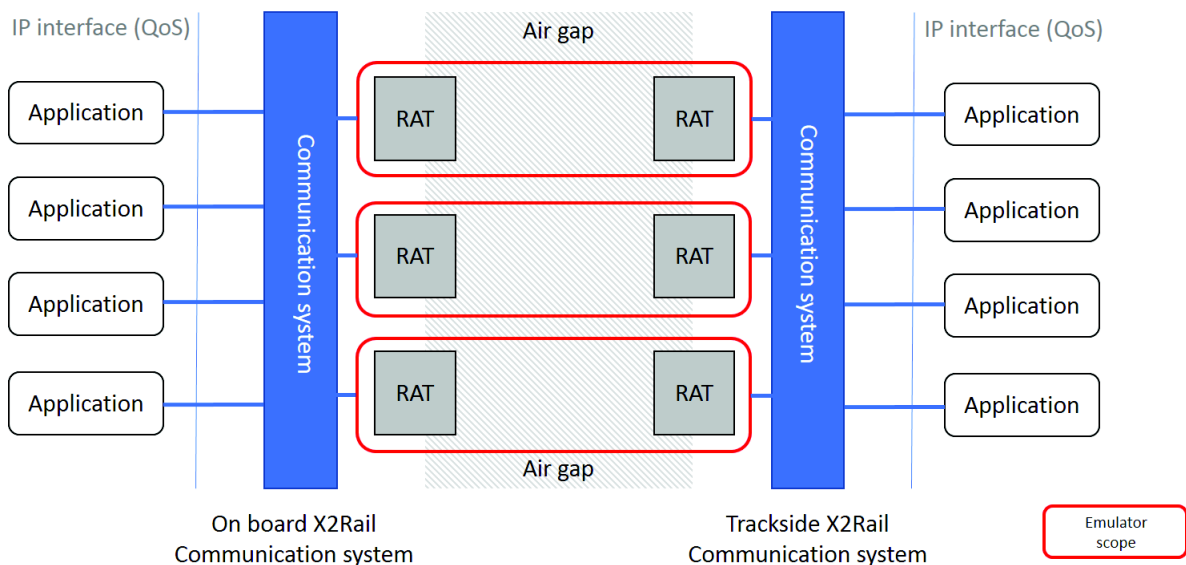 IP interface (QoS)
Air gap
IP interface (QoS)
Application
RAT
RAT
Application
Communication system
Communication system
Application
RAT
RAT
Application
Application
Application
Application
RAT
RAT
Application
Air gap
On board X2Rail
Communication system
Trackside X2Rail
Communication system
Emulator
scope